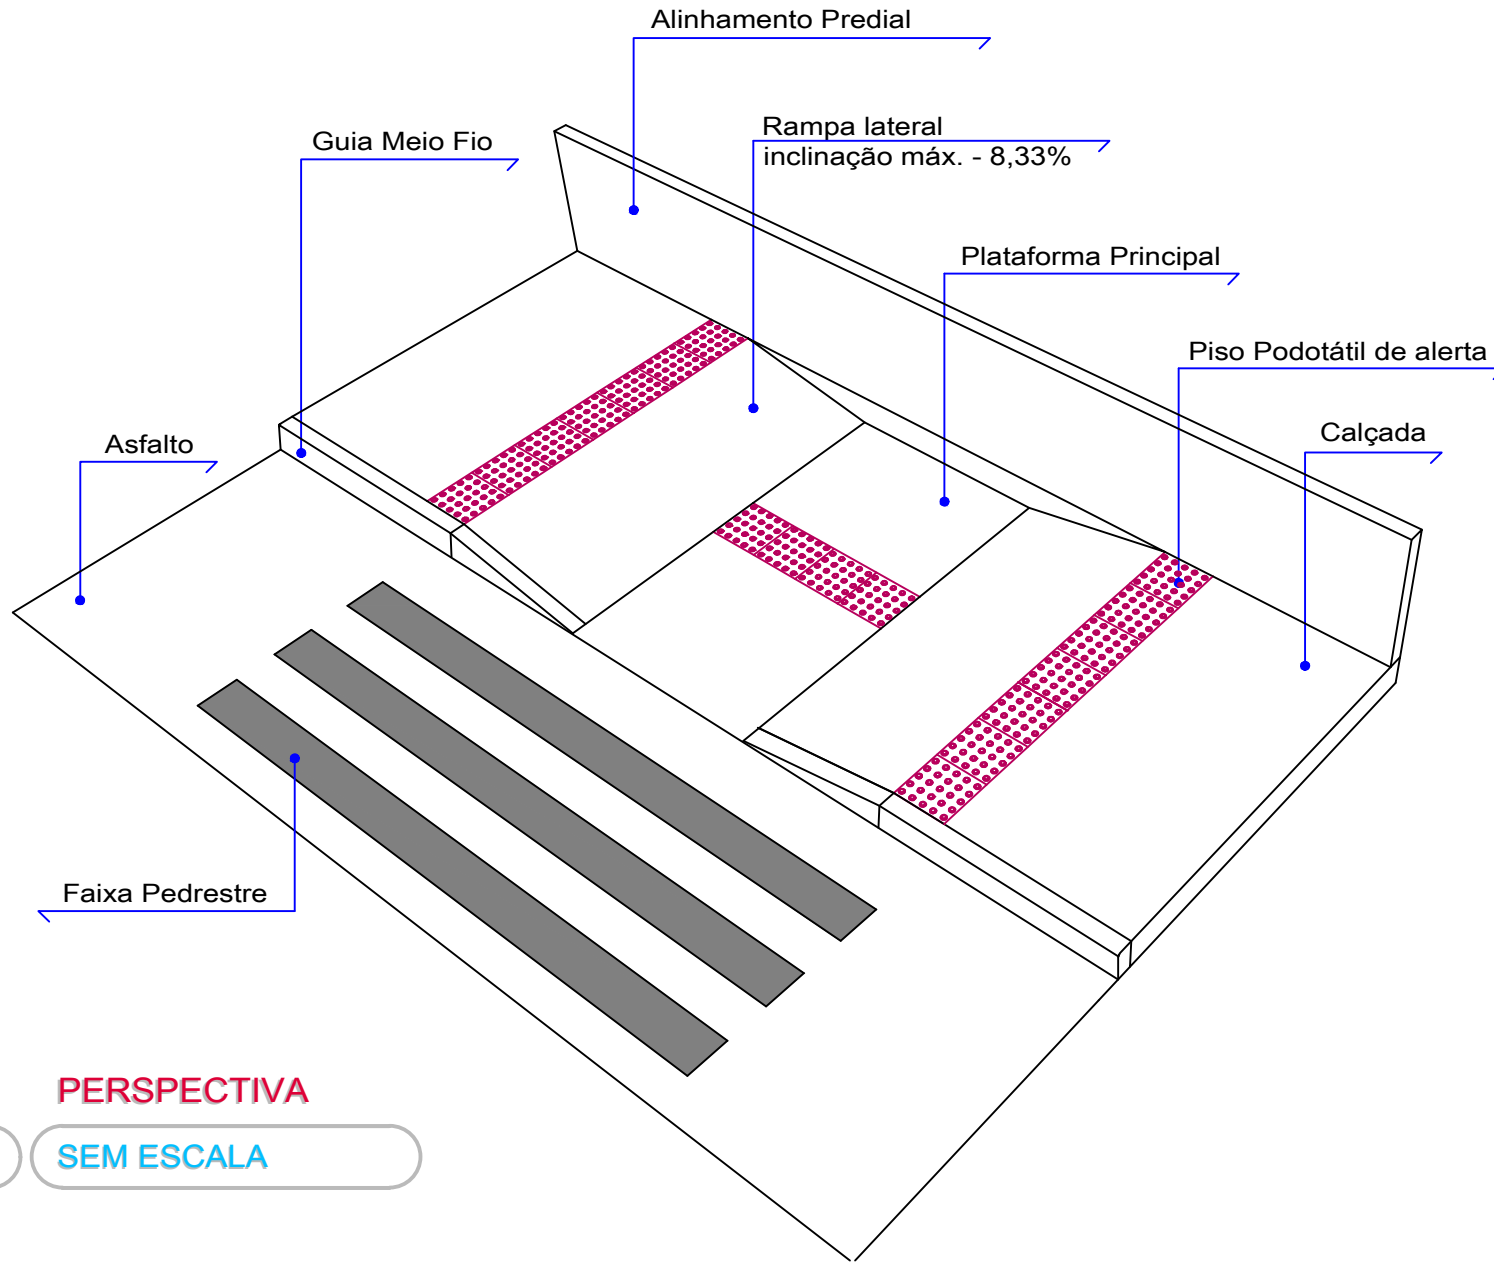 Alinhamento Predial
Guia Meio Fio
Rampa lateral
inclinação máx. - 8,33%
Plataforma Principal
Piso Podotátil de alerta
Calçada
Asfalto
Faixa Pedrestre
PERSPECTIVA
SEM ESCALA